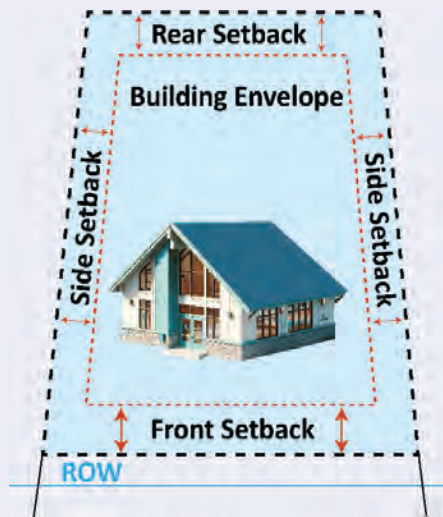 Rear Setback
Building Envelope
Side Setback
Side Setback
Front Setback
ROW